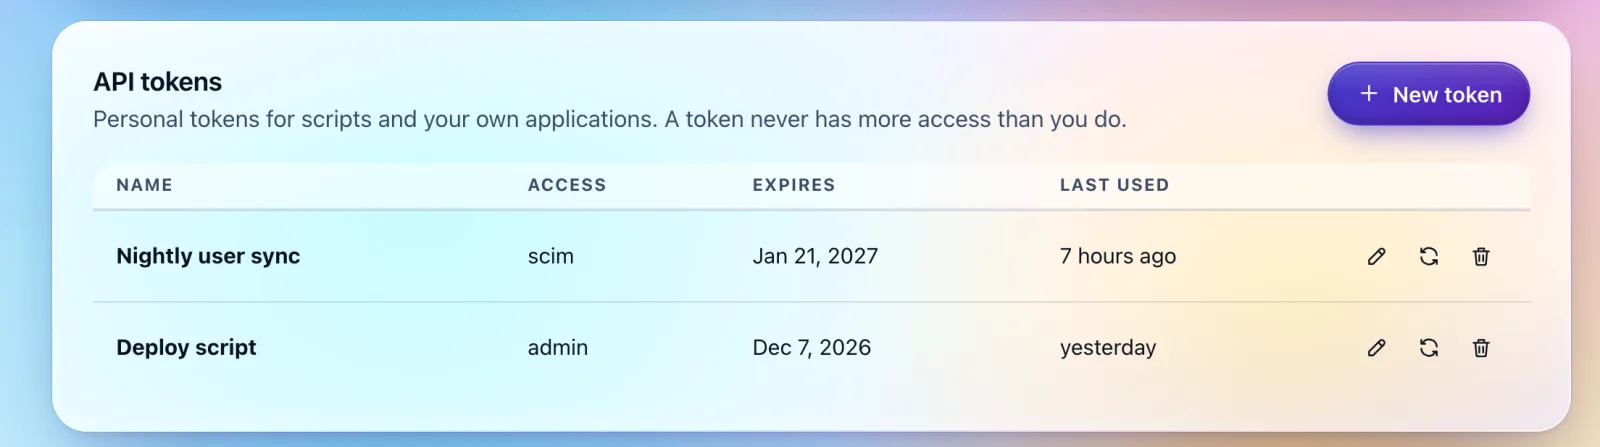 API tokens
Personal tokens for scripts and your own applications. A token never has more access than you do.
+ New token
NAME ACCESS EXPIRES LAST USED
Nightly user sync scim Jan 21, 2027 7 hours ago
Deploy script admin Dec 7, 2026 yesterday